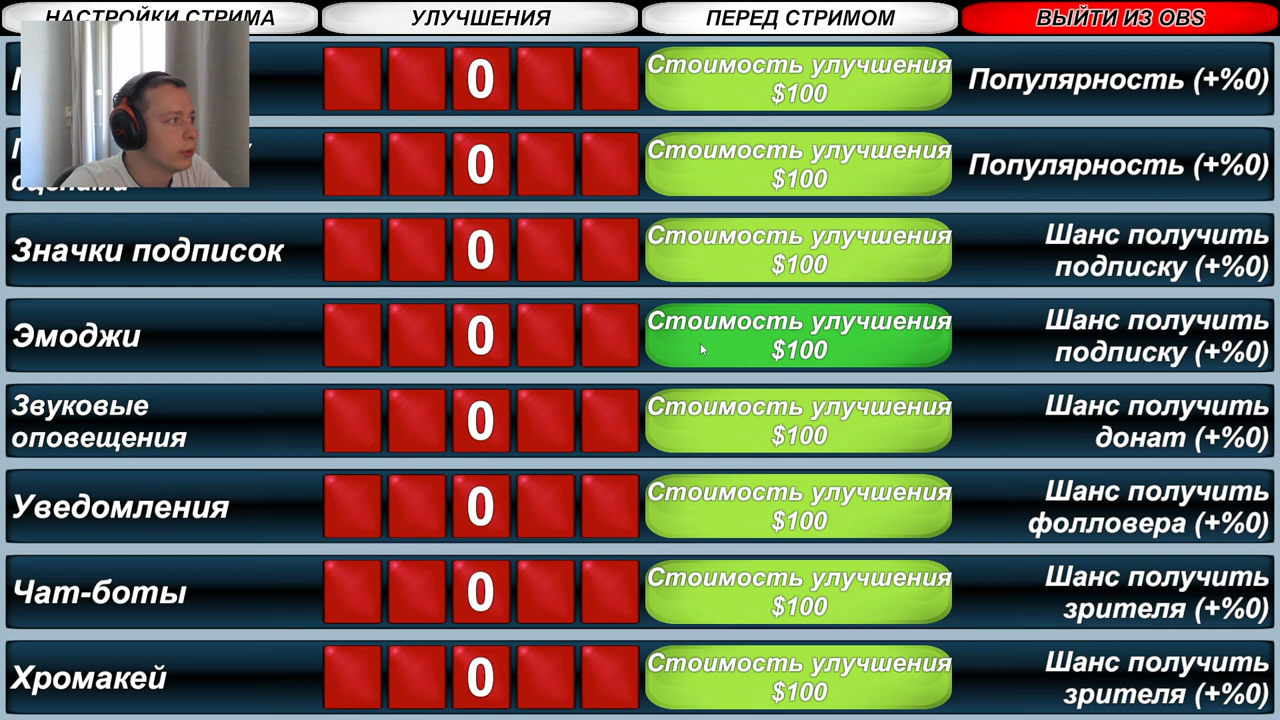 НАСТРОЙКИ СТРИМА
УЛУЧШЕНИЯ
ПЕРЕД СТРИМОМ
ВЫЙТИ ИЗ OBS
0
Стоимость улучшения
$100
Популярность (+%0)
0
Стоимость улучшения
$100
Популярность (+%0)
Значки подписок
0
Стоимость улучшения
$100
Шанс получить
подписку (+%0)
Эмоджи
0
Стоимость улучшения
$100
Шанс получить
подписку (+%0)
Звуковые
оповещения
0
Стоимость улучшения
$100
Шанс получить
донат (+%0)
Уведомления
0
Стоимость улучшения
$100
Шанс получить
фолловера (+%0)
Чат-боты
0
Стоимость улучшения
$100
Шанс получить
зрителя (+%0)
Хромакей
0
Стоимость улучшения
$100
Шанс получить
зрителя (+%0)